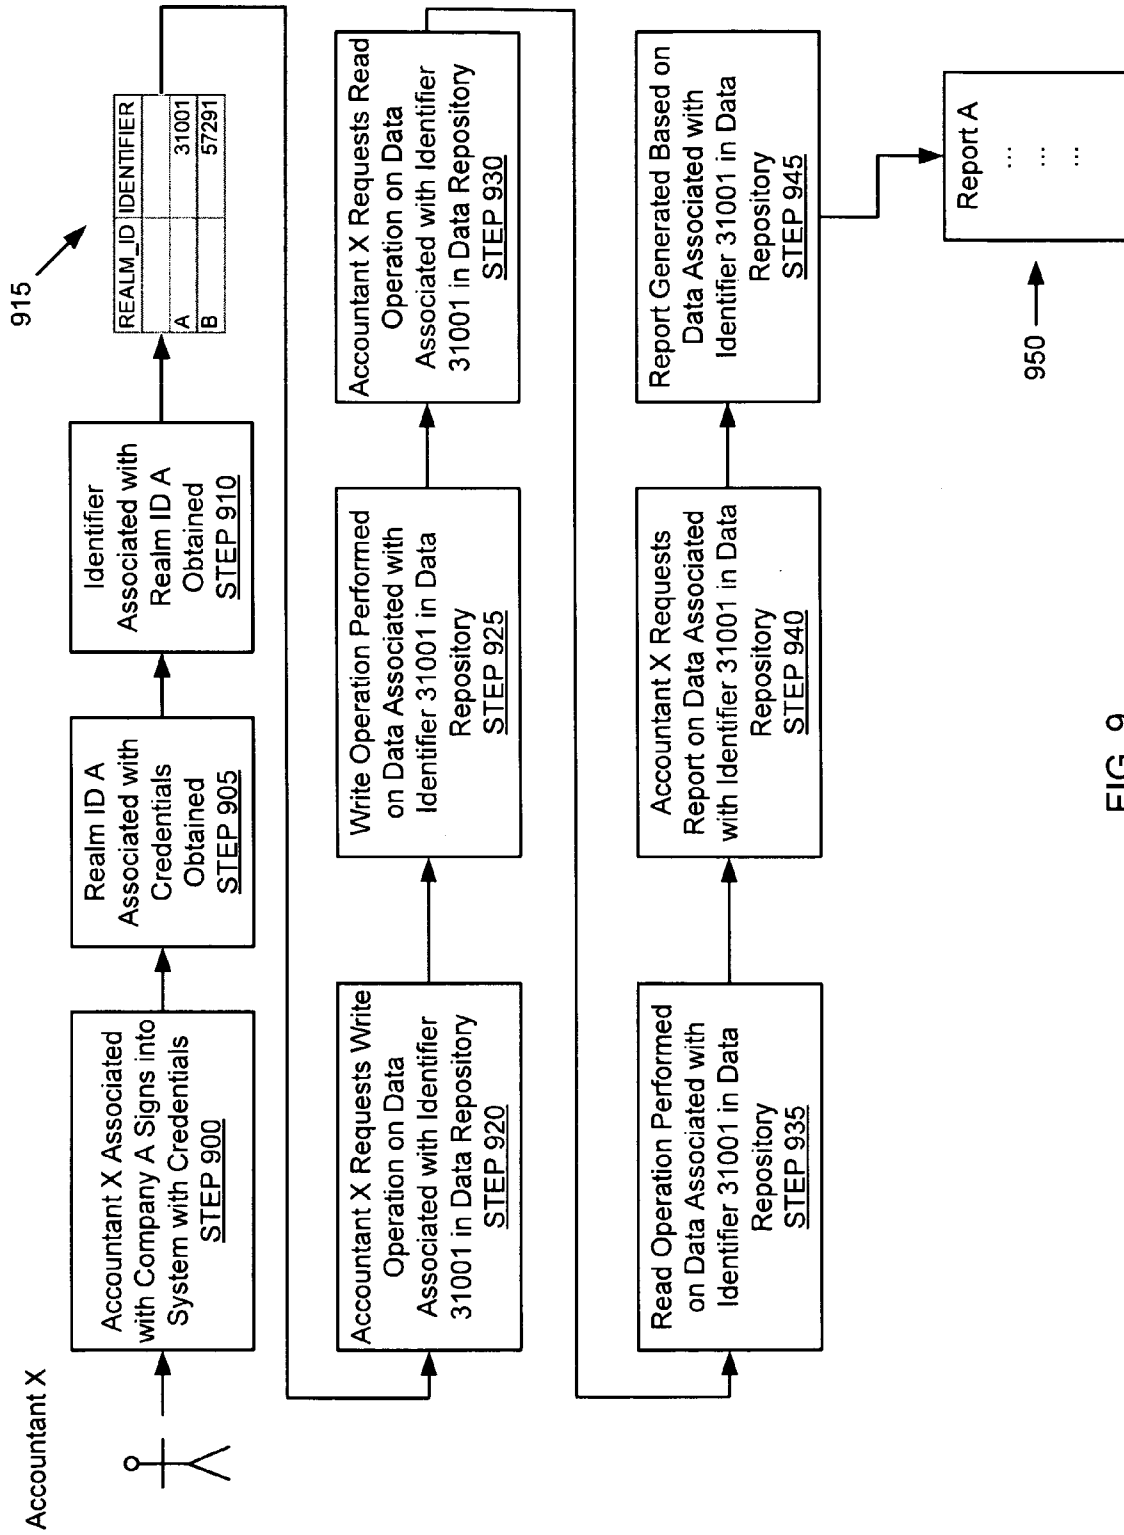 Accountant X
Accountant X Associated
with Company A Signs into
System with Credentials
STEP 900
Realm ID A
Associated with
Credentials
Obtained
STEP 905
Identifier
Associated with
Realm ID A
Obtained
STEP 910
915
REALM_ID IDENTIFIER
A 31001
B 57291
Accountant X Requests Write
Operation on Data
Associated with Identifier
31001 in Data Repository
STEP 920
Write Operation Performed
on Data Associated with
Identifier 31001 in Data
Repository
STEP 925
Accountant X Requests Read
Operation on Data
Associated with Identifier
31001 in Data Repository
STEP 930
Read Operation Performed
on Data Associated with
Identifier 31001 in Data
Repository
STEP 935
Accountant X Requests
Report on Data Associated
with Identifier 31001 in Data
Repository
STEP 940
Report Generated Based on
Data Associated with
Identifier 31001 in Data
Repository
STEP 945
950
Report A
...
...
...
FIG. 9